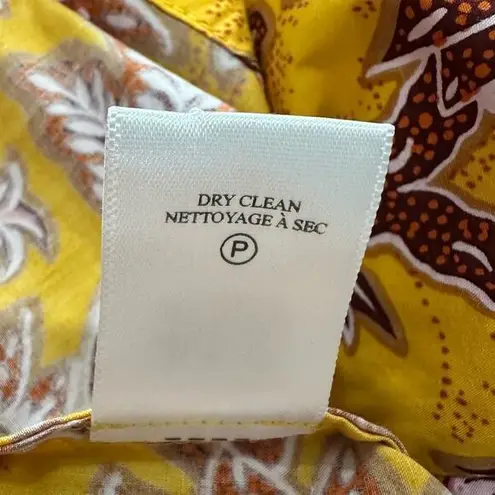 DRY CLEAN
NETTOYAGE À SEC
P